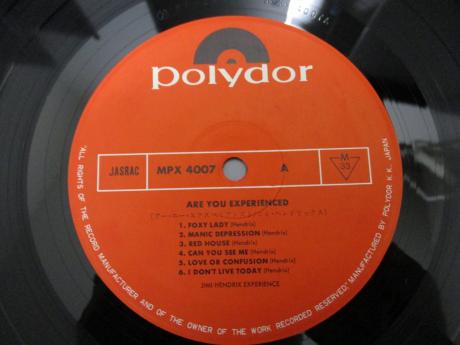 polydor
JASRAC
MPX 4007
A
M
33
ARE YOU EXPERIENCED
1. FOXY LADY (Hendrix)
2. MANIC DEPRESSION (Hendrix)
3. RED HOUSE (Hendrix)
4. CAN YOU SEE ME (Hendrix)
5. LOVE OR CONFUSION (Hendrix)
6. I DON'T LIVE TODAY (Hendrix)
JIMI HENDRIX EXPERIENCE
"ALL RIGHTS OF THE RECORD MANUFACTURER AND OF THE OWNER OF THE WORK RECORDED RESERVED" MANUFACTURED BY POLYDOR K.K., JAPAN